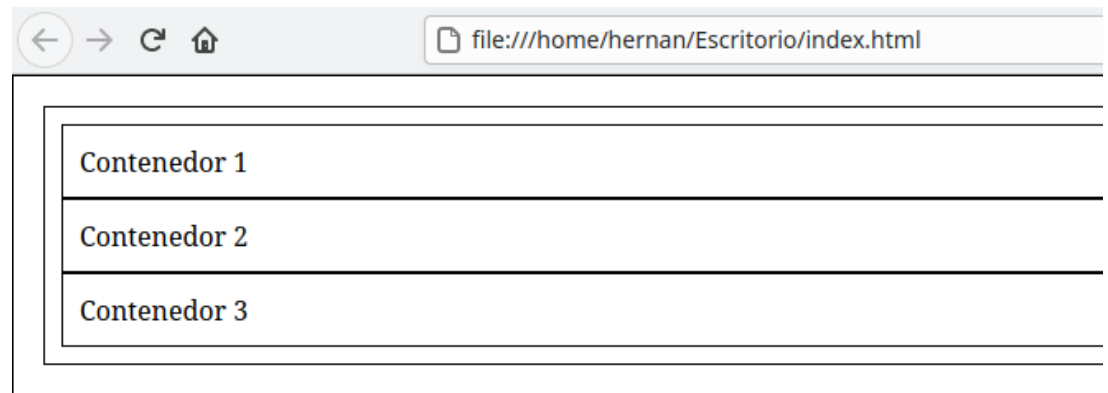 file:///home/hernan/Escritorio/index.html
Contenedor 1
Contenedor 2
Contenedor 3